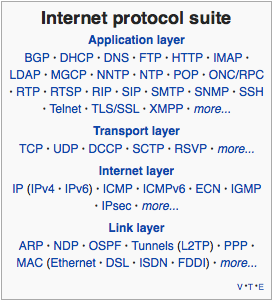 Internet protocol suite
Application layer
BGP · DHCP · DNS · FTP · HTTP · IMAP ·
LDAP · MGCP · NNTP · NTP · POP · ONC/RPC
· RTP · RTSP · RIP · SIP · SMTP · SNMP · SSH
· Telnet · TLS/SSL · XMPP · more...
Transport layer
TCP · UDP · DCCP · SCTP · RSVP · more...
Internet layer
IP (IPv4 · IPv6) · ICMP · ICMPv6 · ECN · IGMP
· IPsec · more...
Link layer
ARP · NDP · OSPF · Tunnels (L2TP) · PPP ·
MAC (Ethernet · DSL · ISDN · FDDI) · more...
V · T · E